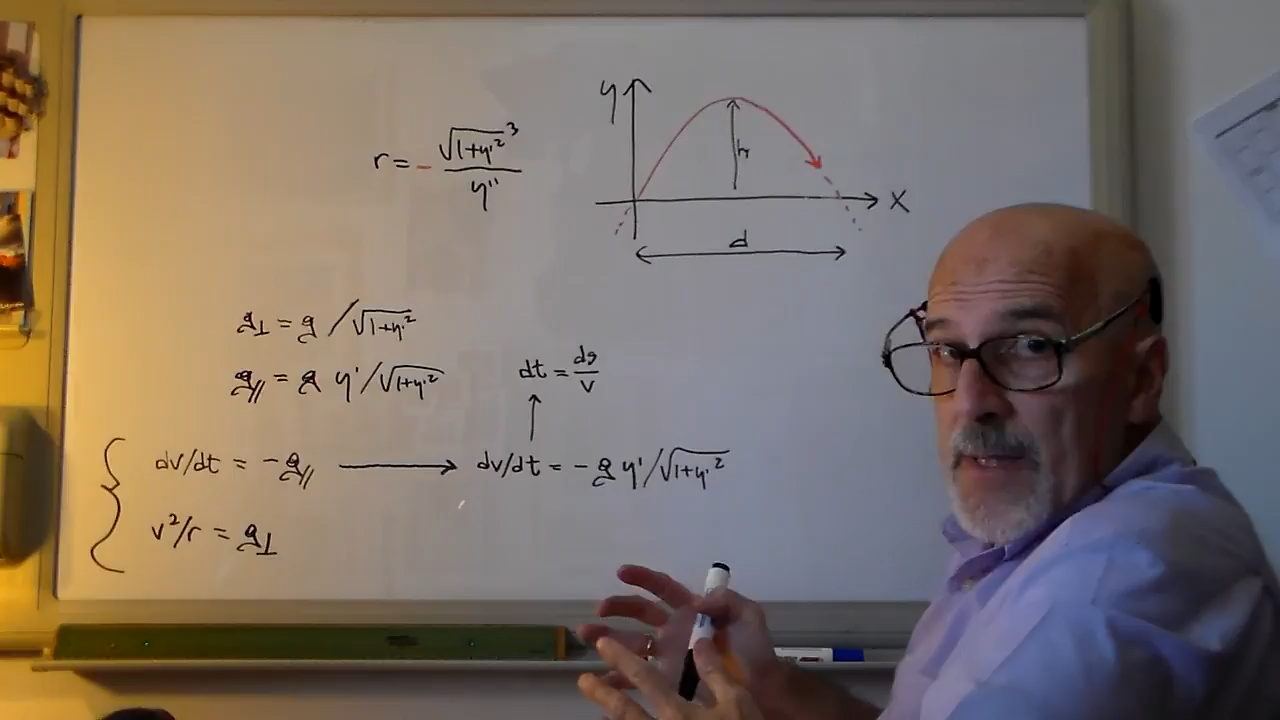 y
r = - √(1+y'²)³ / y''
h
x
d
g⊥ = g / √(1+y'²)
g∥ = g y' / √(1+y'²)
dt = ds/v
dv/dt = -g∥ → dv/dt = - g y' / √(1+y'²)
v²/r = g⊥